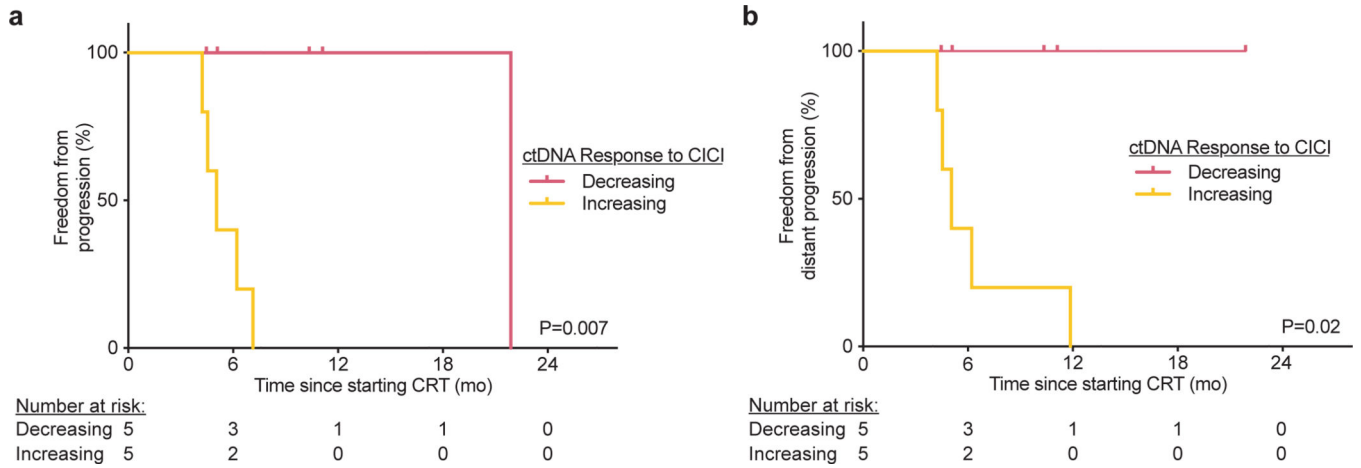 a
100
50
0
Freedom from
progression (%)
ctDNA Response to CICI
Decreasing
Increasing
P=0.007
0 6 12 18 24
Time since starting CRT (mo)
Number at risk:
Decreasing 5 3 1 1 0
Increasing 5 2 0 0 0
b
100
50
0
Freedom from
distant progression (%)
ctDNA Response to CICI
Decreasing
Increasing
P=0.02
0 6 12 18 24
Time since starting CRT (mo)
Number at risk:
Decreasing 5 3 1 1 0
Increasing 5 2 0 0 0